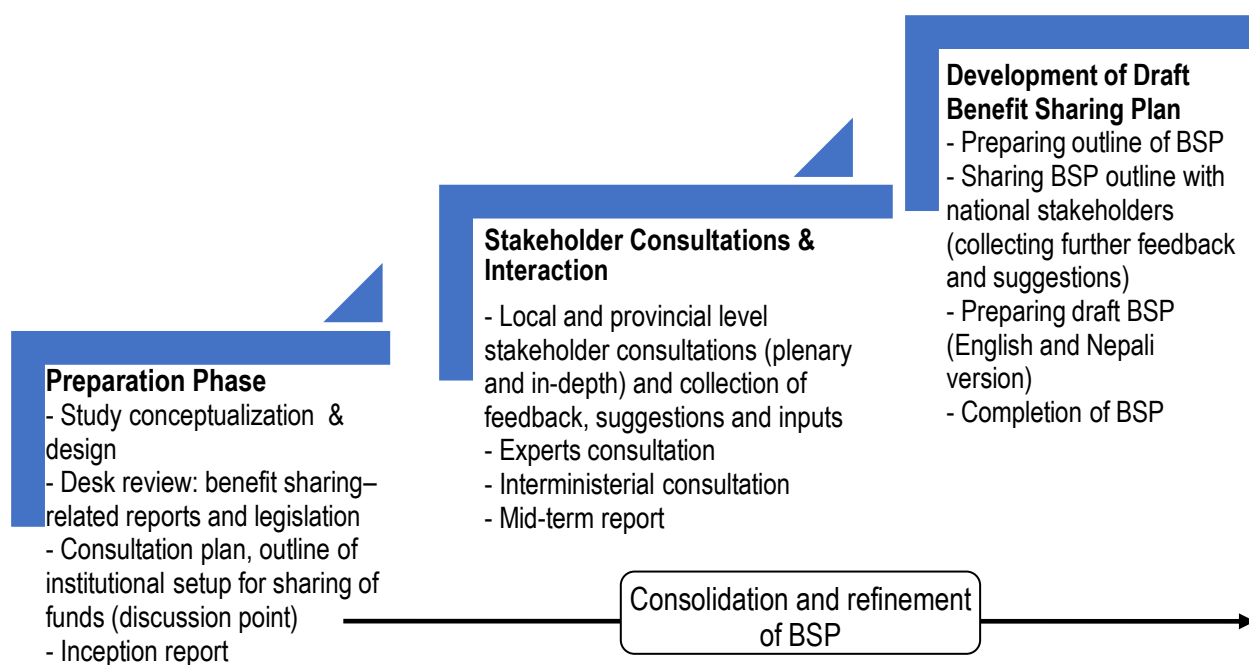 Preparation Phase
- Study conceptualization &
design
- Desk review: benefit sharing–
related reports and legislation
- Consultation plan, outline of
institutional setup for sharing of
funds (discussion point)
- Inception report
Stakeholder Consultations &
Interaction
- Local and provincial level
stakeholder consultations (plenary
and in-depth) and collection of
feedback, suggestions and inputs
- Experts consultation
- Interministerial consultation
- Mid-term report
Development of Draft
Benefit Sharing Plan
- Preparing outline of BSP
- Sharing BSP outline with
national stakeholders
(collecting further feedback
and suggestions)
- Preparing draft BSP
(English and Nepali
version)
- Completion of BSP
Consolidation and refinement
of BSP